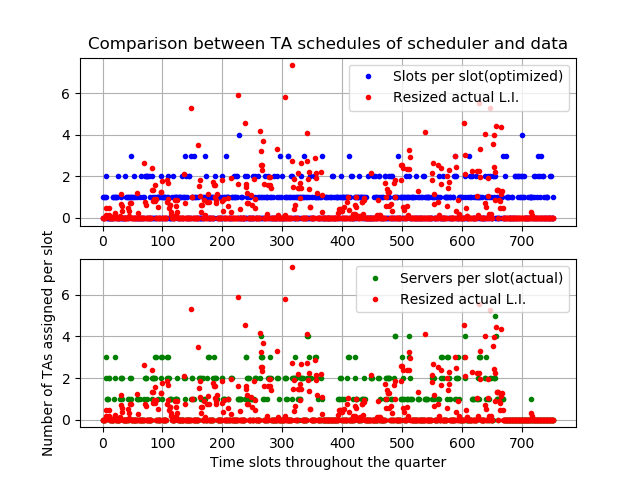 Comparison between TA schedules of scheduler and data
Slots per slot(optimized)
Resized actual L.I.
6
4
2
0
0 100 200 300 400 500 600 700
Number of TAs assigned per slot
Servers per slot(actual)
Resized actual L.I.
6
4
2
0
0 100 200 300 400 500 600 700
Time slots throughout the quarter